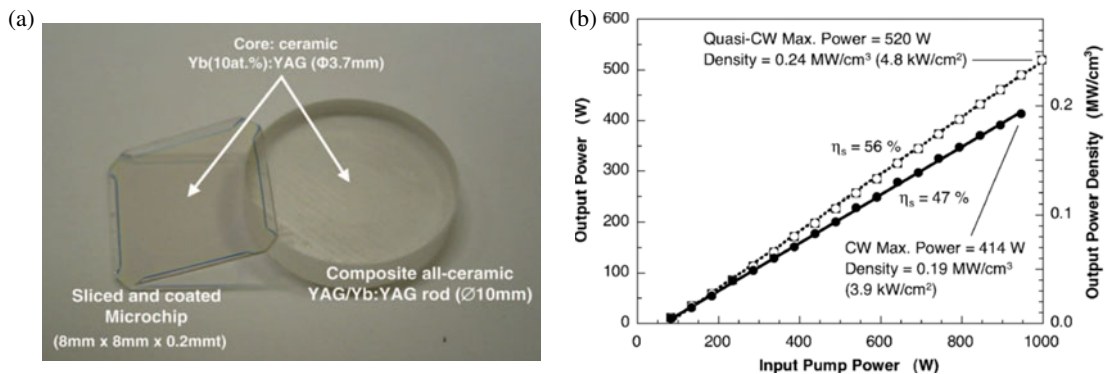 (a)
Core: ceramic
Yb(10at.%):YAG (Φ3.7mm)
Composite all-ceramic
YAG/Yb:YAG rod (∅10mm)
Sliced and coated
Microchip
(8mm x 8mm x 0.2mmt)
(b)
600
500
400
300
200
100
0
Output Power (W)
Quasi-CW Max. Power = 520 W
Density = 0.24 MW/cm³ (4.8 kW/cm²)
ηs = 56 %
ηs = 47 %
CW Max. Power = 414 W
Density = 0.19 MW/cm³
(3.9 kW/cm²)
0.2
0.1
0.0
Output Power Density (MW/cm³)
0 200 400 600 800 1000
Input Pump Power (W)